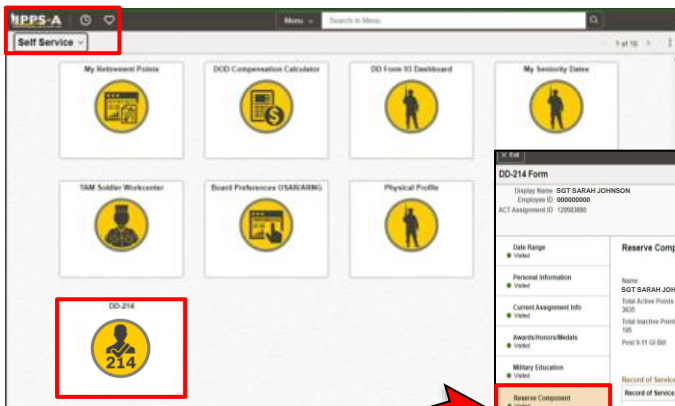 IPPS-A Menu Search in Menu
Self Service 1 of 16
My Retirement Points DOD Compensation Calculator DD Form 93 Dashboard My Seniority Dates
TAM Soldier Workcenter Board Preferences USAR/ARNG Physical Profile
DD-214
214
Exit
DD-214 Form
Display Name SGT SARAH JOHNSON
Employee ID 000000000
ACT Assignment ID
Date Range
Visited
Personal Information
Visited
Current Assignment Info
Visited
Awards/Honors/Medals
Visited
Military Education
Visited
Reserve Component
Visited
Reserve Comp
Name
SGT SARAH JOH
Total Active Points
3835
Total Inactive Point
195
Post 9-11 GI Bill
Record of Service
Record of Service